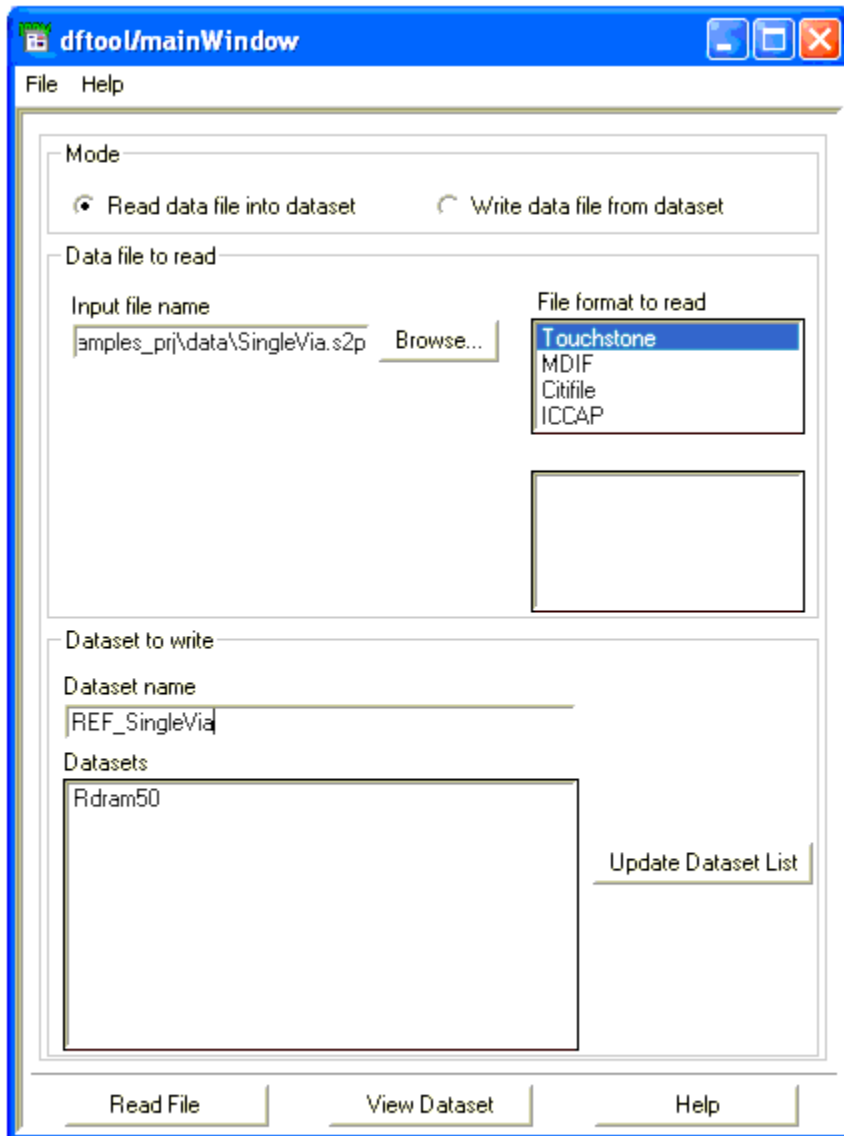 dftool/mainWindow
File Help
Mode
Read data file into dataset Write data file from dataset
Data file to read
Input file name
amples_prj\data\SingleVia.s2p Browse...
File format to read
Touchstone
MDIF
Citifile
ICCAP
Dataset to write
Dataset name
REF_SingleVia
Datasets
Rdram50
Update Dataset List
Read File View Dataset Help